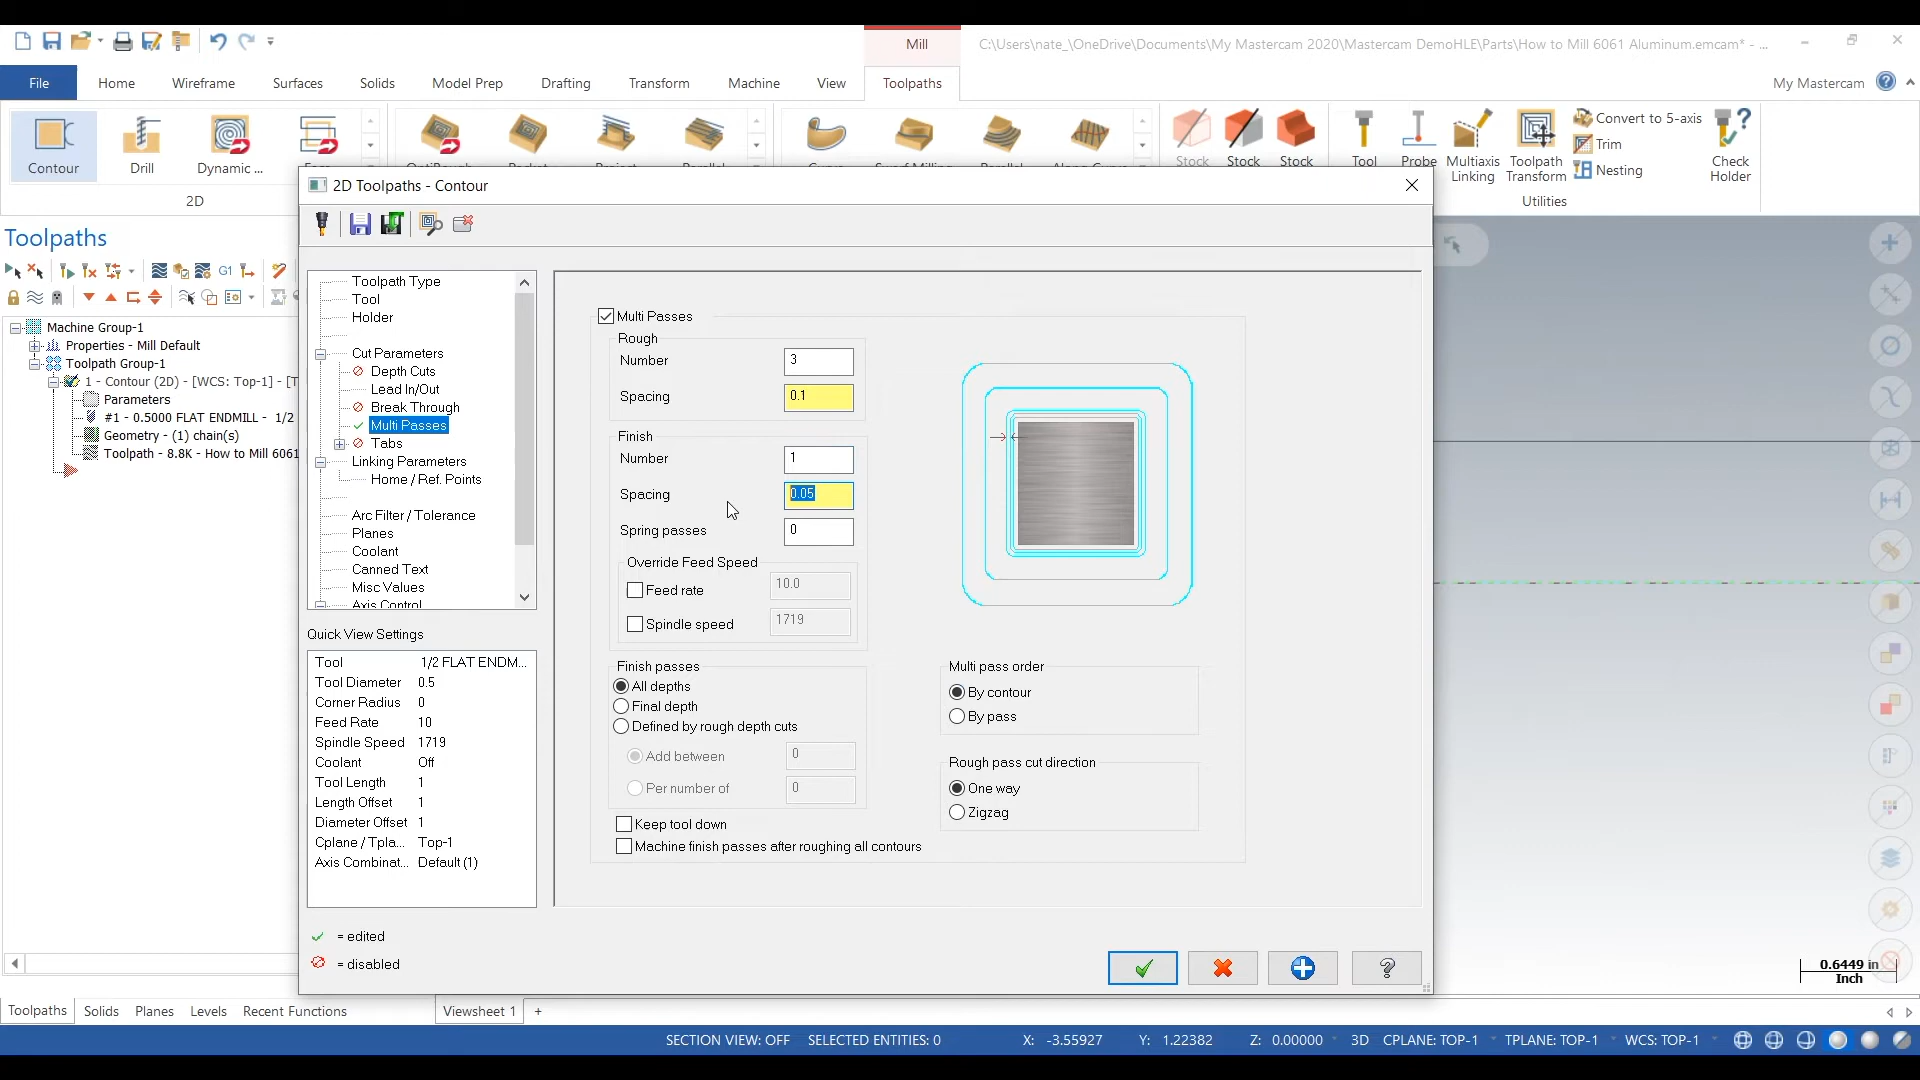 Mill
C:\Users\nate_\OneDrive\Documents\My Mastercam 2020\Mastercam DemoHLE\Parts\How to Mill 6061 Aluminum.emcam* - ...
File
Home
Wireframe
Surfaces
Solids
Model Prep
Drafting
Transform
Machine
View
Toolpaths
My Mastercam
Contour
Drill
Dynamic ...
2D
Stock
Stock
Stock
Tool
Probe
Multiaxis
Linking
Toolpath
Transform
Convert to 5-axis
Trim
Nesting
Check
Holder
Utilities
2D Toolpaths - Contour
Toolpaths
G1
Machine Group-1
Properties - Mill Default
Toolpath Group-1
1 - Contour (2D) - [WCS: Top-1] - [T
Parameters
#1 - 0.5000 FLAT ENDMILL - 1/2
Geometry - (1) chain(s)
Toolpath - 8.8K - How to Mill 6061
Toolpath Type
Tool
Holder
Cut Parameters
Depth Cuts
Lead In/Out
Break Through
Multi Passes
Tabs
Linking Parameters
Home / Ref. Points
Arc Filter / Tolerance
Planes
Coolant
Canned Text
Misc Values
Axis Control
Quick View Settings
Tool 1/2 FLAT ENDM...
Tool Diameter 0.5
Corner Radius 0
Feed Rate 10
Spindle Speed 1719
Coolant Off
Tool Length 1
Length Offset 1
Diameter Offset 1
Cplane / Tpla... Top-1
Axis Combinat... Default (1)
= edited
= disabled
Multi Passes
Rough
Number 3
Spacing 0.1
Finish
Number 1
Spacing 0.05
Spring passes 0
Override Feed Speed
Feed rate 10.0
Spindle speed 1719
Finish passes
All depths
Final depth
Defined by rough depth cuts
Add between 0
Per number of 0
Keep tool down
Machine finish passes after roughing all contours
Multi pass order
By contour
By pass
Rough pass cut direction
One way
Zigzag
0.6449 in
Inch
Toolpaths
Solids
Planes
Levels
Recent Functions
Viewsheet 1
+
SECTION VIEW: OFF
SELECTED ENTITIES: 0
X: -3.55927
Y: 1.22382
Z: 0.00000
3D
CPLANE: TOP-1
TPLANE: TOP-1
WCS: TOP-1